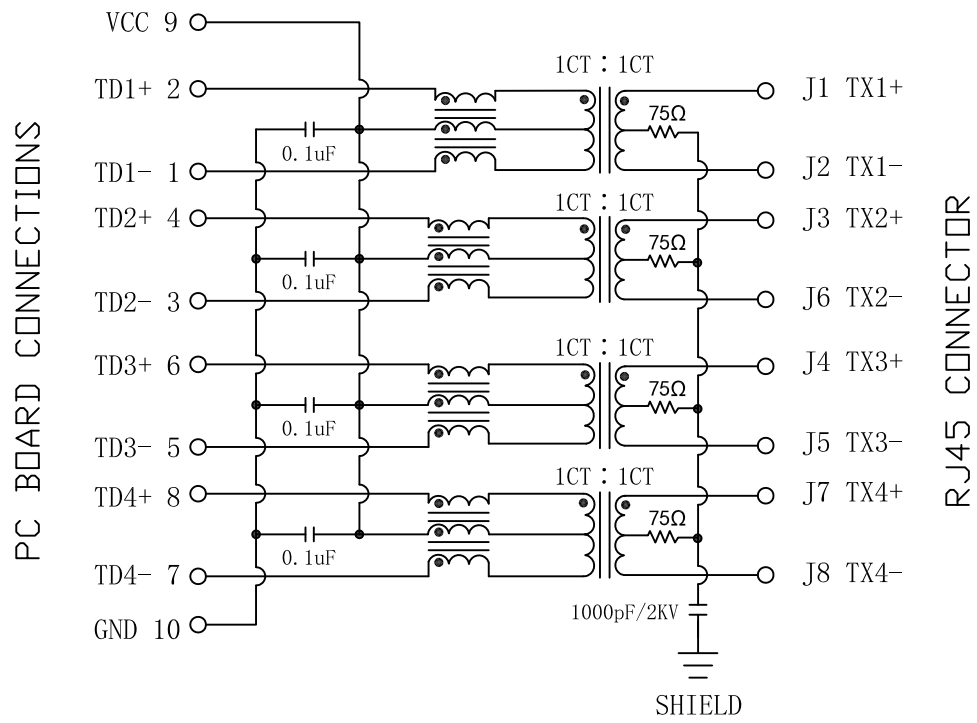 VCC 9
1CT : 1CT
TD1+ 2
J1 TX1+
75Ω
0.1uF
TD1- 1
J2 TX1-
1CT : 1CT
TD2+ 4
J3 TX2+
75Ω
0.1uF
TD2- 3
J6 TX2-
1CT : 1CT
TD3+ 6
J4 TX3+
75Ω
0.1uF
TD3- 5
J5 TX3-
1CT : 1CT
TD4+ 8
J7 TX4+
75Ω
0.1uF
TD4- 7
J8 TX4-
1000pF/2KV
GND 10
SHIELD
PC BOARD CONNECTIONS
RJ45 CONNECTOR